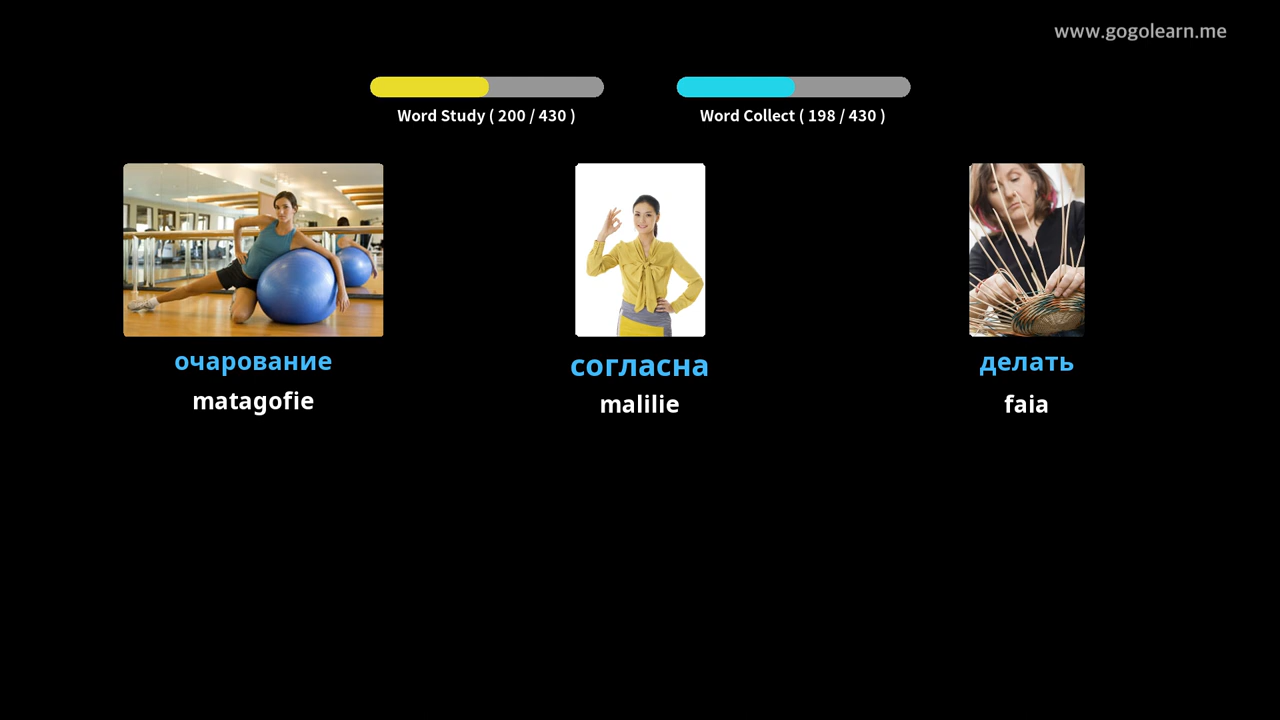 www.gogolearn.me
Word Study ( 200 / 430 )
Word Collect ( 198 / 430 )
очарование
согласна
делать
matagofie
malilie
faia